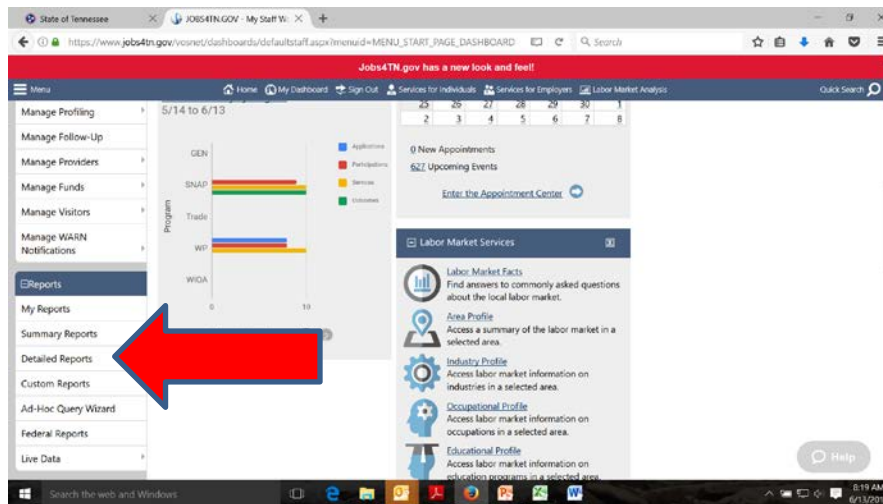 State of Tennessee
JOBS4TN.GOV - My Staff W
https://www.jobs4tn.gov/vosnet/dashboards/defaultstaff.aspx?menuid=MENU_START_PAGE_DASHBOARD
Search
Jobs4TN.gov has a new look and feel!
Menu
Home
My Dashboard
Sign Out
Services for Individuals
Services for Employers
Labor Market Analysis
Quick Search
Manage Profiling
Manage Follow-Up
Manage Providers
Manage Funds
Manage Visitors
Manage WARN
Notifications
Reports
My Reports
Summary Reports
Detailed Reports
Custom Reports
Ad-Hoc Query Wizard
Federal Reports
Live Data
5/14 to 6/13
Program
GEN
SNAP
Trade
WP
WIOA
0
10
Applications
Participations
Services
Outcomes
25 26 27 28 29 30 1
2 3 4 5 6 7 8
0 New Appointments
627 Upcoming Events
Enter the Appointment Center
Labor Market Services
Labor Market Facts
Find answers to commonly asked questions
about the local labor market.
Area Profile
Access a summary of the labor market in a
selected area.
Industry Profile
Access labor market information on
industries in a selected area.
Occupational Profile
Access labor market information on
occupations in a selected area.
Educational Profile
Access labor market information on
education programs in a selected area.
Help
Search the web and Windows
8:19 AM
6/13/201